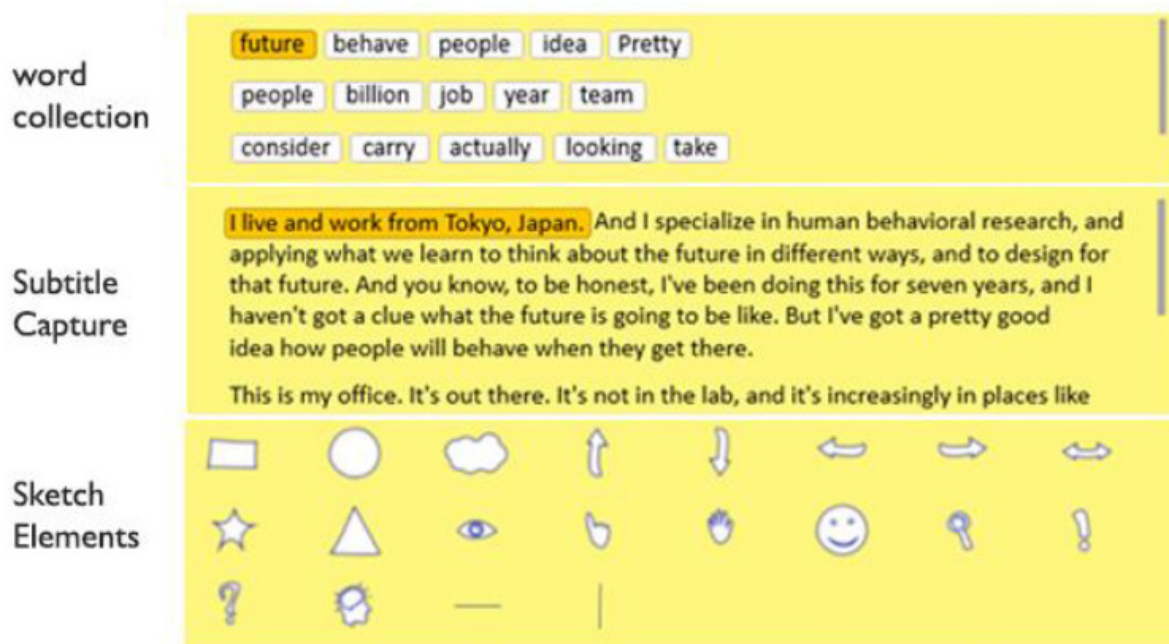 word
collection
future behave people idea Pretty
people billion job year team
consider carry actually looking take
Subtitle
Capture
I live and work from Tokyo, Japan. And I specialize in human behavioral research, and
applying what we learn to think about the future in different ways, and to design for
that future. And you know, to be honest, I've been doing this for seven years, and I
haven't got a clue what the future is going to be like. But I've got a pretty good
idea how people will behave when they get there.
This is my office. It's out there. It's not in the lab, and it's increasingly in places like
Sketch
Elements